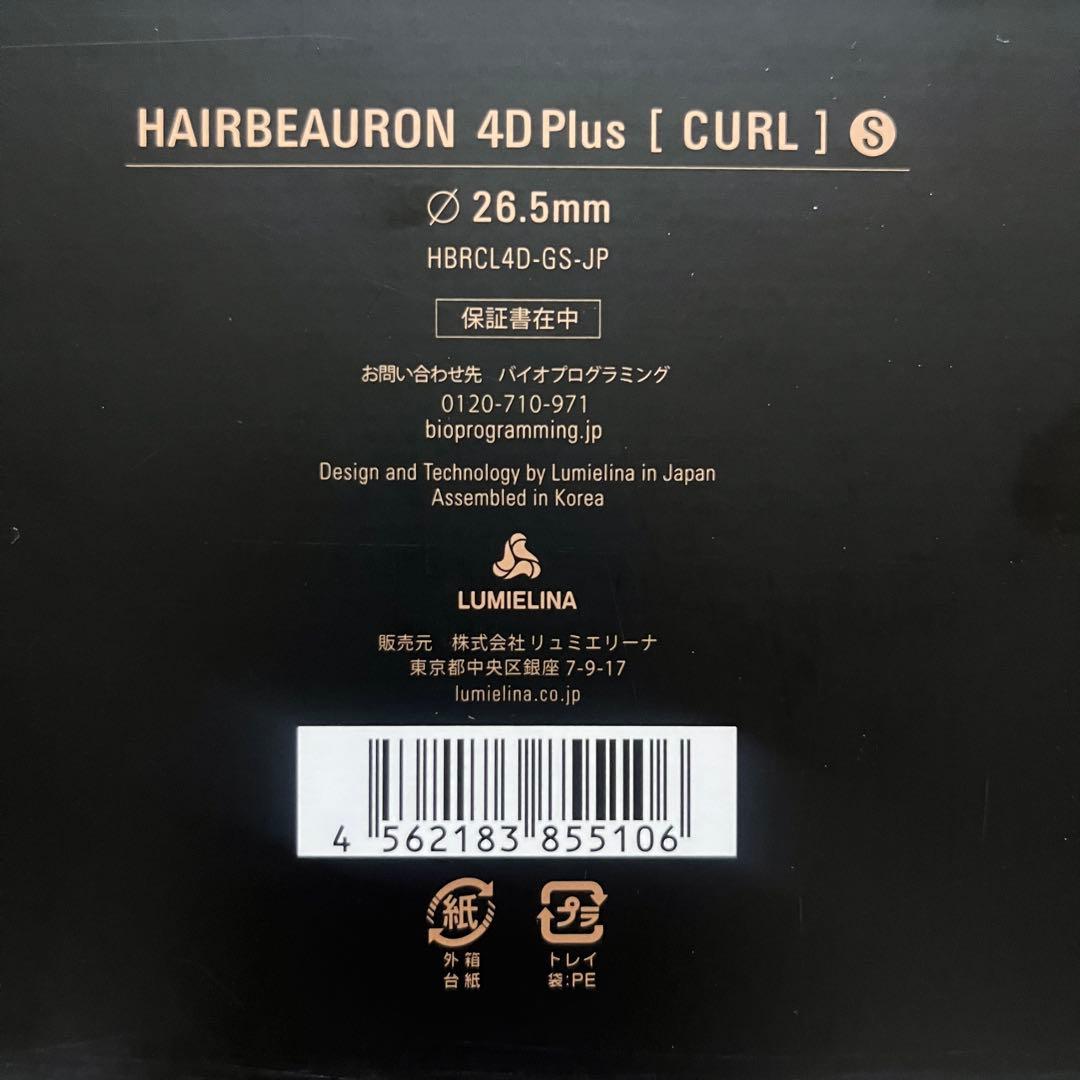 HAIRBEAURON 4D Plus [ CURL ] S
Ø 26.5mm
HBRCL4D-GS-JP
保証書在中
お問い合わせ先 バイオプログラミング
0120-710-971
bioprogramming.jp
Design and Technology by Lumielina in Japan
Assembled in Korea
LUMIELINA
販売元 株式会社リュミエリーナ
東京都中央区銀座 7-9-17
lumielina.co.jp
4 562183 855106
紙 プラ
外箱 トレイ
台紙 袋:PE